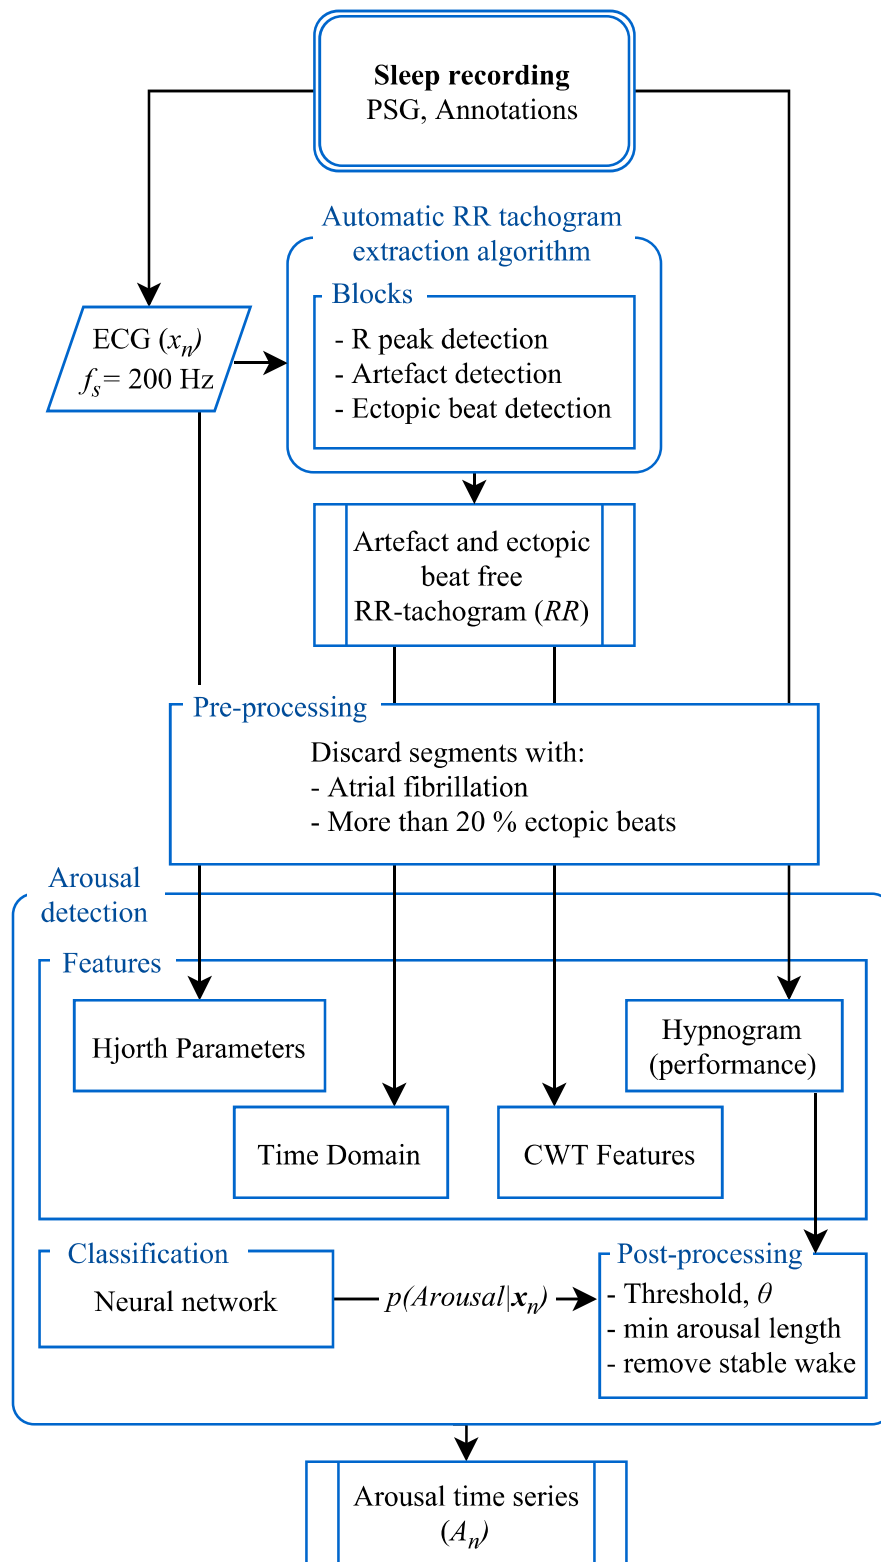 Sleep recording
PSG, Annotations
Automatic RR tachogram
extraction algorithm
Blocks
ECG (xn)
fs= 200 Hz
- R peak detection
- Artefact detection
- Ectopic beat detection
Artefact and ectopic
beat free
RR-tachogram (RR)
Pre-processing
Discard segments with:
- Atrial fibrillation
- More than 20 % ectopic beats
Arousal
detection
Features
Hjorth Parameters
Hypnogram
(performance)
Time Domain
CWT Features
Classification
Neural network
p(Arousal|xn)
Post-processing
- Threshold, θ
- min arousal length
- remove stable wake
Arousal time series
(An)